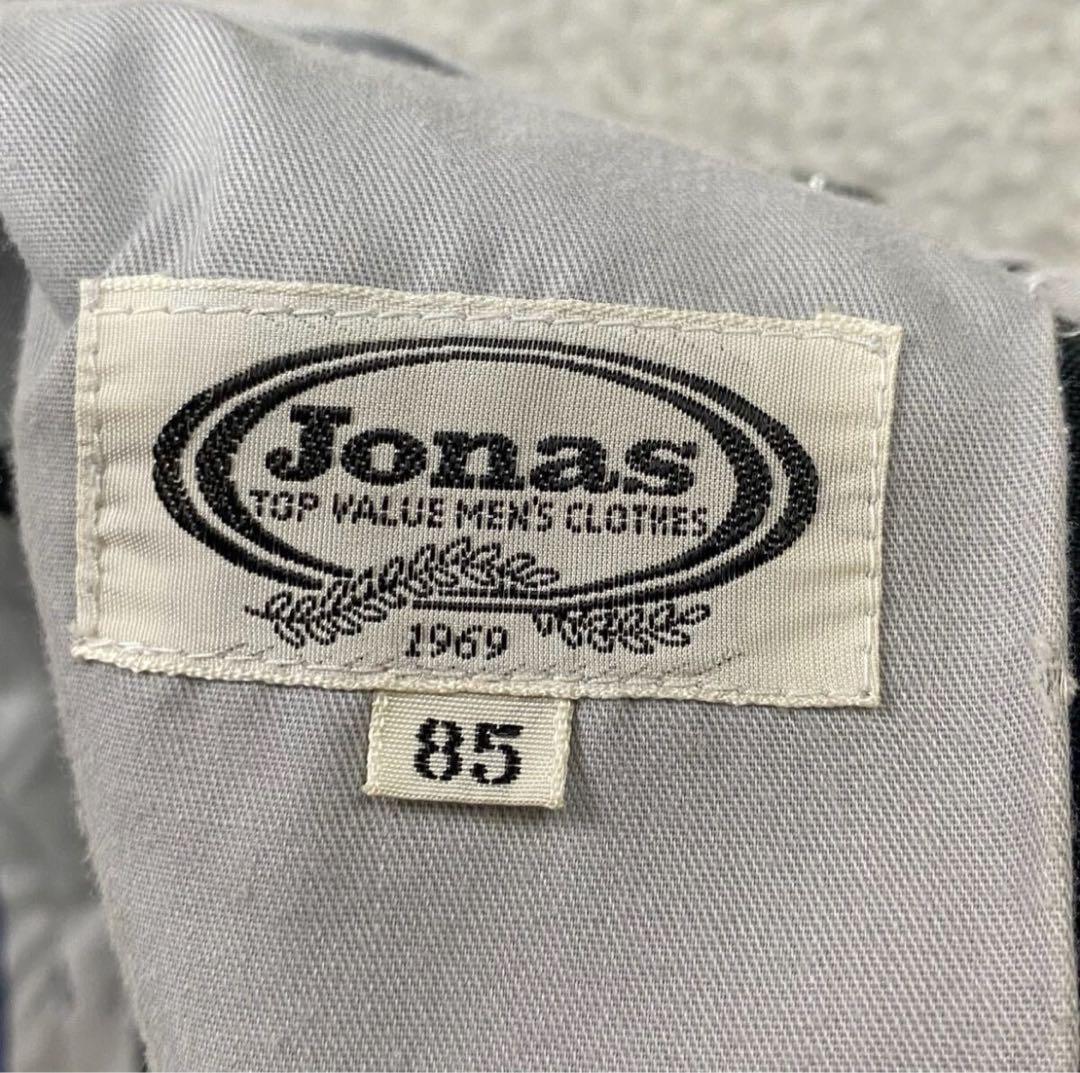 Jonas
TOP VALUE MEN'S CLOTHES
1969
85